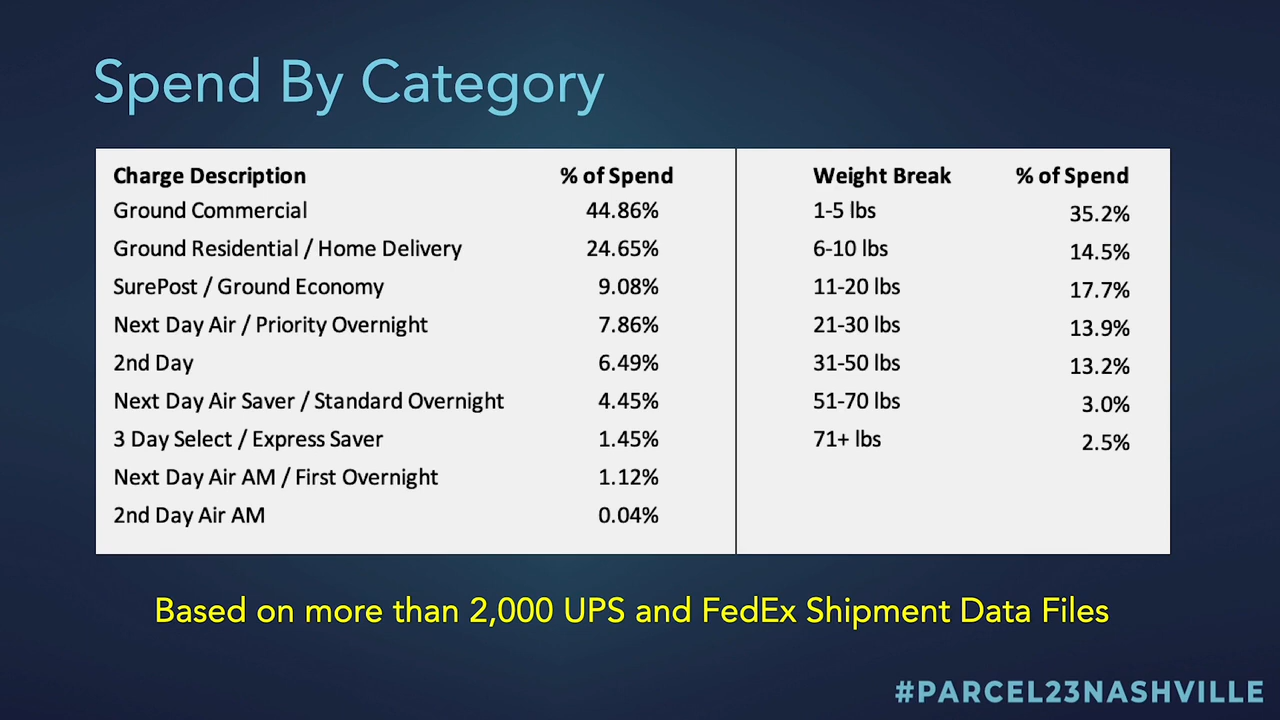 Spend By Category
Charge Description % of Spend
Ground Commercial 44.86%
Ground Residential / Home Delivery 24.65%
SurePost / Ground Economy 9.08%
Next Day Air / Priority Overnight 7.86%
2nd Day 6.49%
Next Day Air Saver / Standard Overnight 4.45%
3 Day Select / Express Saver 1.45%
Next Day Air AM / First Overnight 1.12%
2nd Day Air AM 0.04%
Weight Break % of Spend
1-5 lbs 35.2%
6-10 lbs 14.5%
11-20 lbs 17.7%
21-30 lbs 13.9%
31-50 lbs 13.2%
51-70 lbs 3.0%
71+ lbs 2.5%
Based on more than 2,000 UPS and FedEx Shipment Data Files
#PARCEL23NASHVILLE